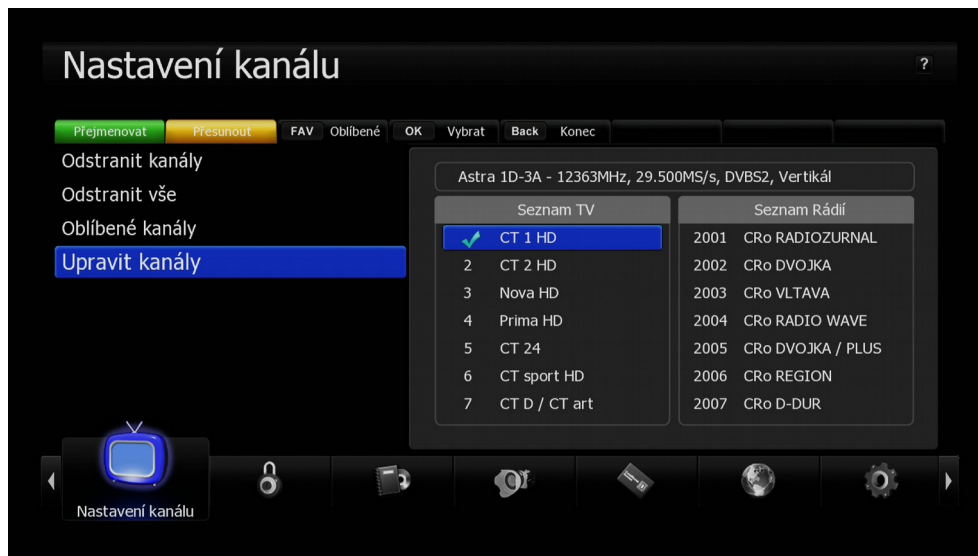 Nastavení kanálu
?
Přejmenovat Přesunout FAV Oblíbené OK Vybrat Back Konec
Odstranit kanály
Odstranit vše
Oblíbené kanály
Upravit kanály
Astra 1D-3A - 12363MHz, 29.500MS/s, DVBS2, Vertikál
Seznam TV
CT 1 HD
2 CT 2 HD
3 Nova HD
4 Prima HD
5 CT 24
6 CT sport HD
7 CT D / CT art
Seznam Rádií
2001 CRo RADIOZURNAL
2002 CRo DVOJKA
2003 CRo VLTAVA
2004 CRo RADIO WAVE
2005 CRo DVOJKA / PLUS
2006 CRo REGION
2007 CRo D-DUR
Nastavení kanálu